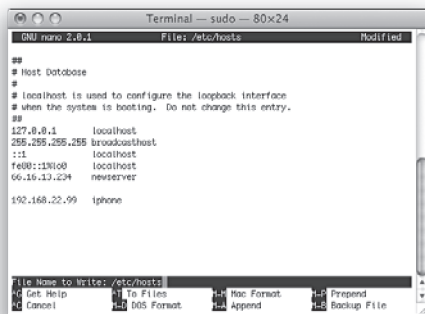 Terminal — sudo — 80×24
GNU nano 2.0.1 File: /etc/hosts Modified
##
# Host Database
#
# localhost is used to configure the loopback interface
# when the system is booting. Do not change this entry.
##
127.0.0.1 localhost
255.255.255.255 broadcasthost
::1 localhost
fe80::1%lo0 localhost
66.16.13.234 newserver
192.168.22.99 iphone
File Name to Write: /etc/hosts
^G Get Help ^T To Files M-M Mac Format M-P Prepend
^C Cancel M-D DOS Format M-A Append M-B Backup File